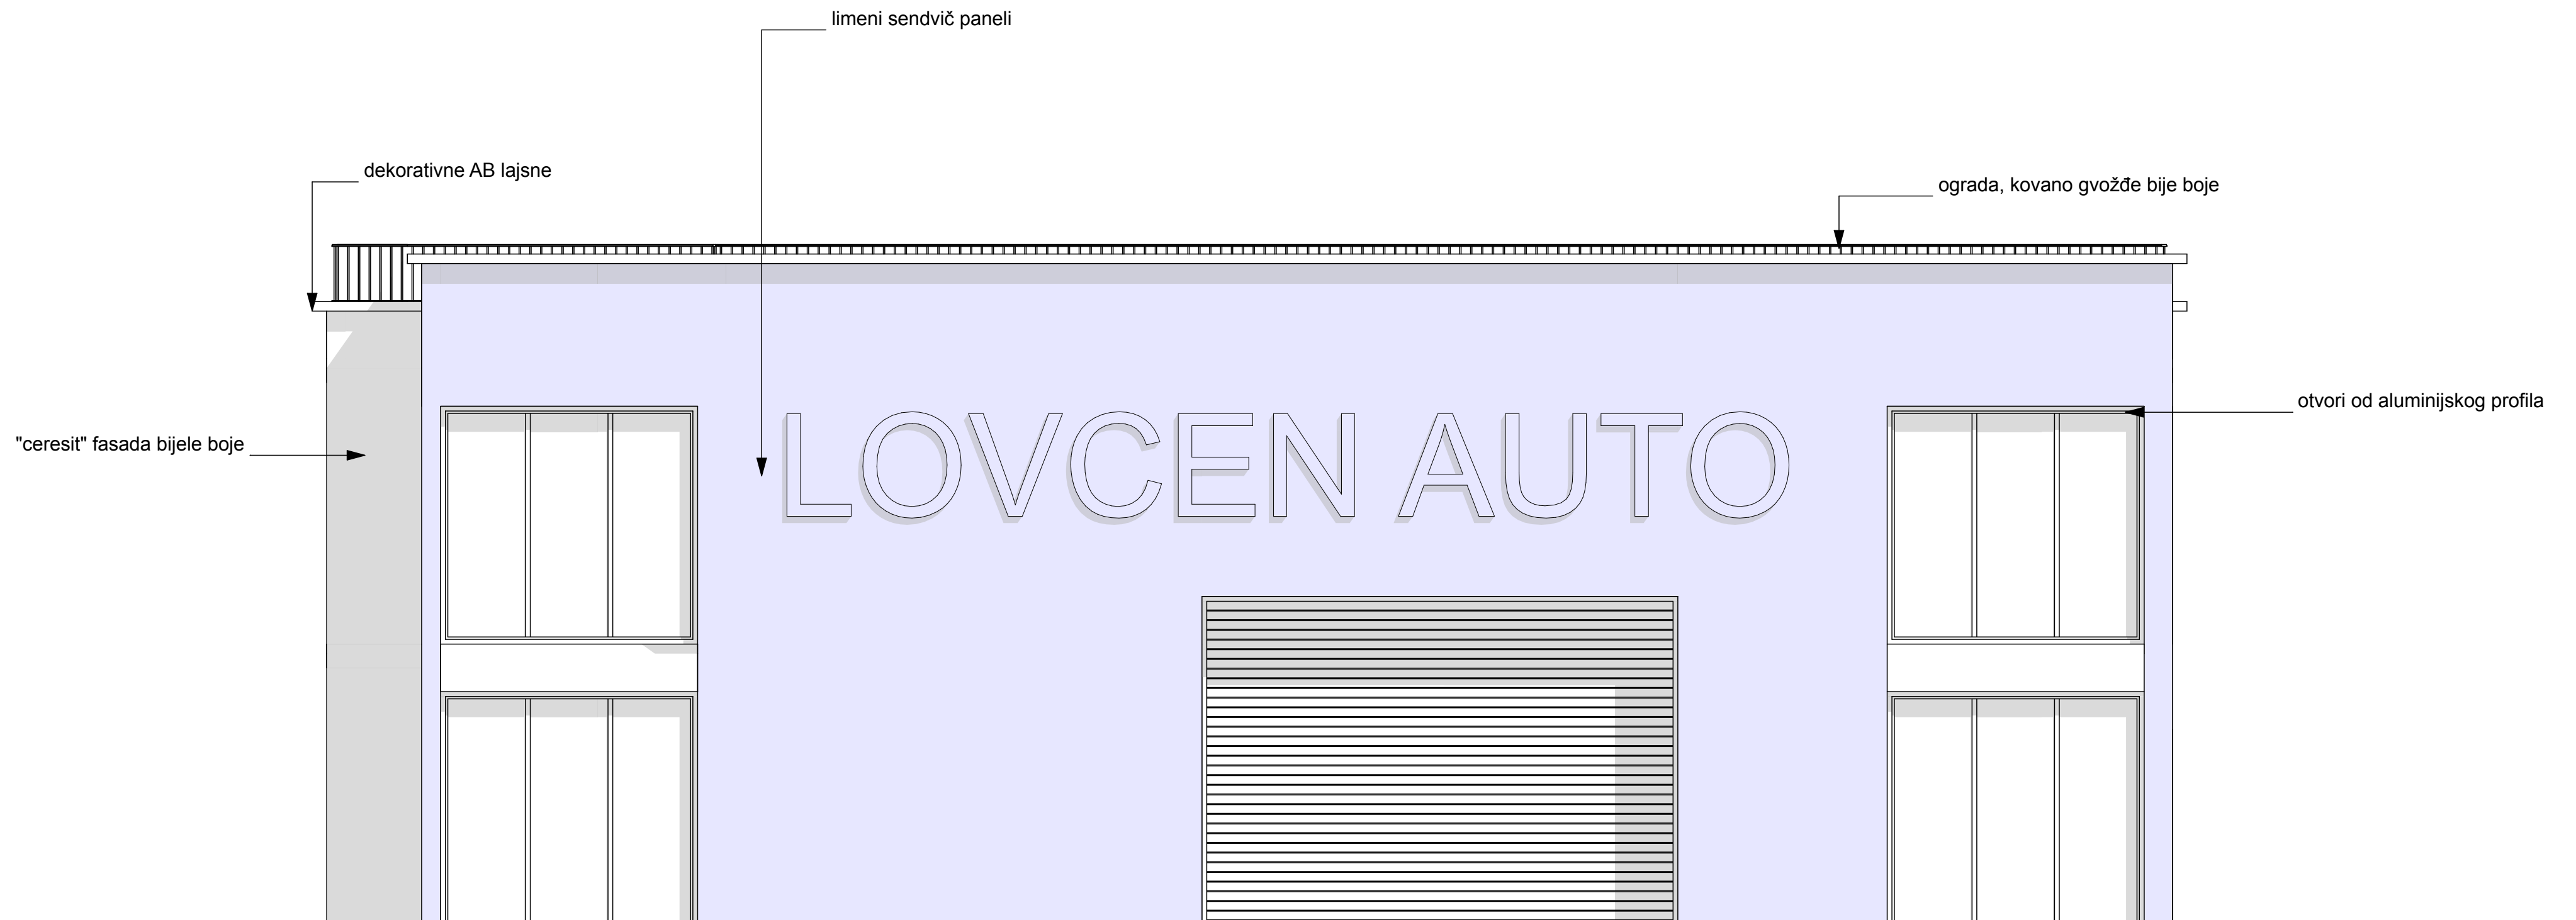 limeni sendvič paneli
dekorativne AB lajsne
ograda, kovano gvožđe bije boje
otvori od aluminijskog profila
"ceresit" fasada bijele boje
LOVCEN AUTO